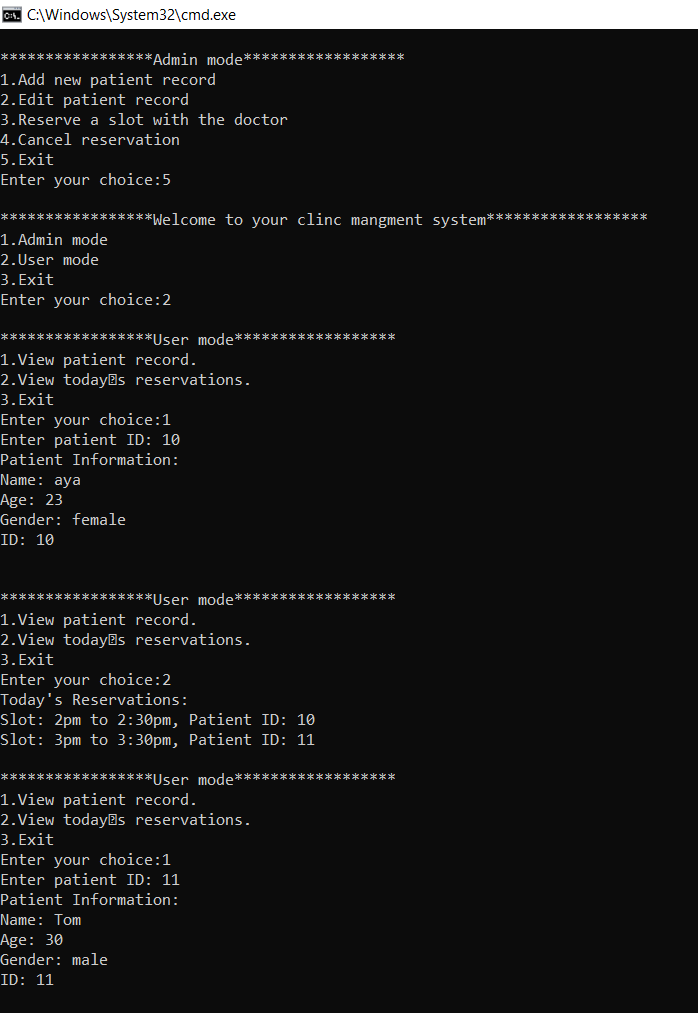 C:\Windows\System32\cmd.exe
*****************Admin mode******************
1.Add new patient record
2.Edit patient record
3.Reserve a slot with the doctor
4.Cancel reservation
5.Exit
Enter your choice:5
*****************Welcome to your clinc mangment system******************
1.Admin mode
2.User mode
3.Exit
Enter your choice:2
*****************User mode******************
1.View patient record.
2.View today�s reservations.
3.Exit
Enter your choice:1
Enter patient ID: 10
Patient Information:
Name: aya
Age: 23
Gender: female
ID: 10
*****************User mode******************
1.View patient record.
2.View today�s reservations.
3.Exit
Enter your choice:2
Today's Reservations:
Slot: 2pm to 2:30pm, Patient ID: 10
Slot: 3pm to 3:30pm, Patient ID: 11
*****************User mode******************
1.View patient record.
2.View today�s reservations.
3.Exit
Enter your choice:1
Enter patient ID: 11
Patient Information:
Name: Tom
Age: 30
Gender: male
ID: 11